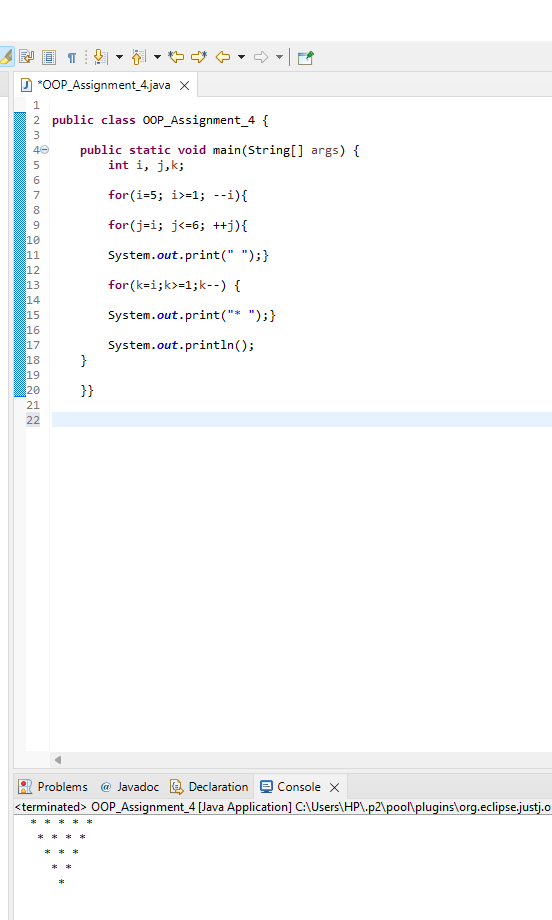 *OOP_Assignment_4.java
1
2 public class OOP_Assignment_4 {
3
4 public static void main(String[] args) {
5 int i, j,k;
6
7 for(i=5; i>=1; --i){
8
9 for(j=i; j<=6; ++j){
10
11 System.out.print(" ");}
12
13 for(k=i;k>=1;k--) {
14
15 System.out.print("* ");}
16
17 System.out.println();
18 }
19
20 }}
21
22
Problems @ Javadoc Declaration Console
<terminated> OOP_Assignment_4 [Java Application] C:\Users\HP\.p2\pool\plugins\org.eclipse.justj.o
* * * * *
* * * *
* * *
* *
*